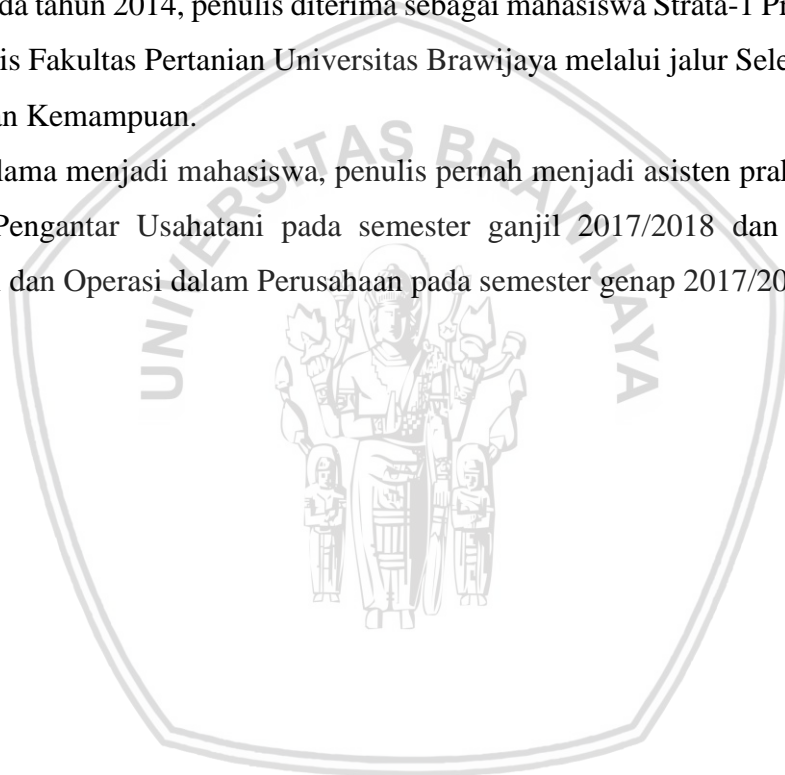 da tahun 2014, penulis diterima sebagai mahasiswa Strata-1 Pr
is Fakultas Pertanian Universitas Brawijaya melalui jalur Sele
an Kemampuan.
lama menjadi mahasiswa, penulis pernah menjadi asisten pra
Pengantar Usahatani pada semester ganjil 2017/2018 dan
dan Operasi dalam Perusahaan pada semester genap 2017/20
UNIVERSITAS BRAWIJAYA